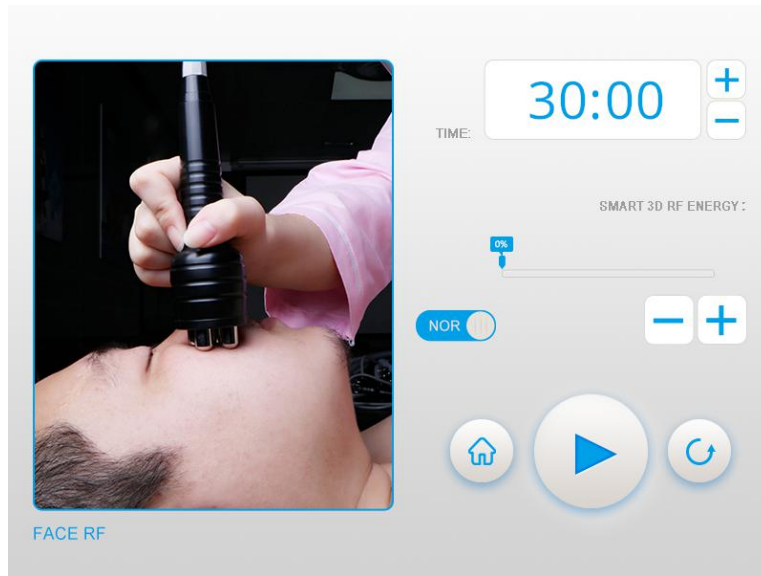 30:00
TIME:
SMART 3D RF ENERGY:
0%
NOR
FACE RF